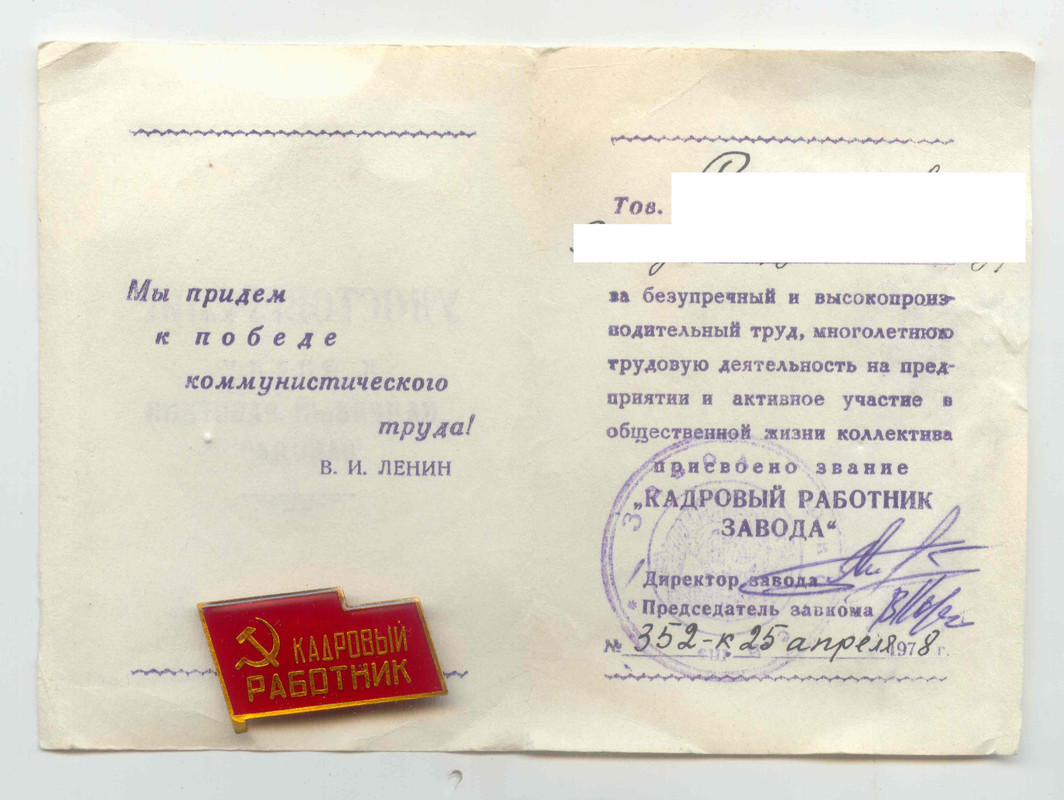 Мы придем
к победе
коммунистического
труда!
В. И. ЛЕНИН
КАДРОВЫЙ
РАБОТНИК
Тов.
за безупречный и высокопроиз-
водительный труд, многолетнюю
трудовую деятельность на пред-
приятии и активное участие в
общественной жизни коллектива
присвоено звание
„КАДРОВЫЙ РАБОТНИК
ЗАВОДА“
Директор завода
Председатель завкома
№ 352-к 25 апреля 1978 г.